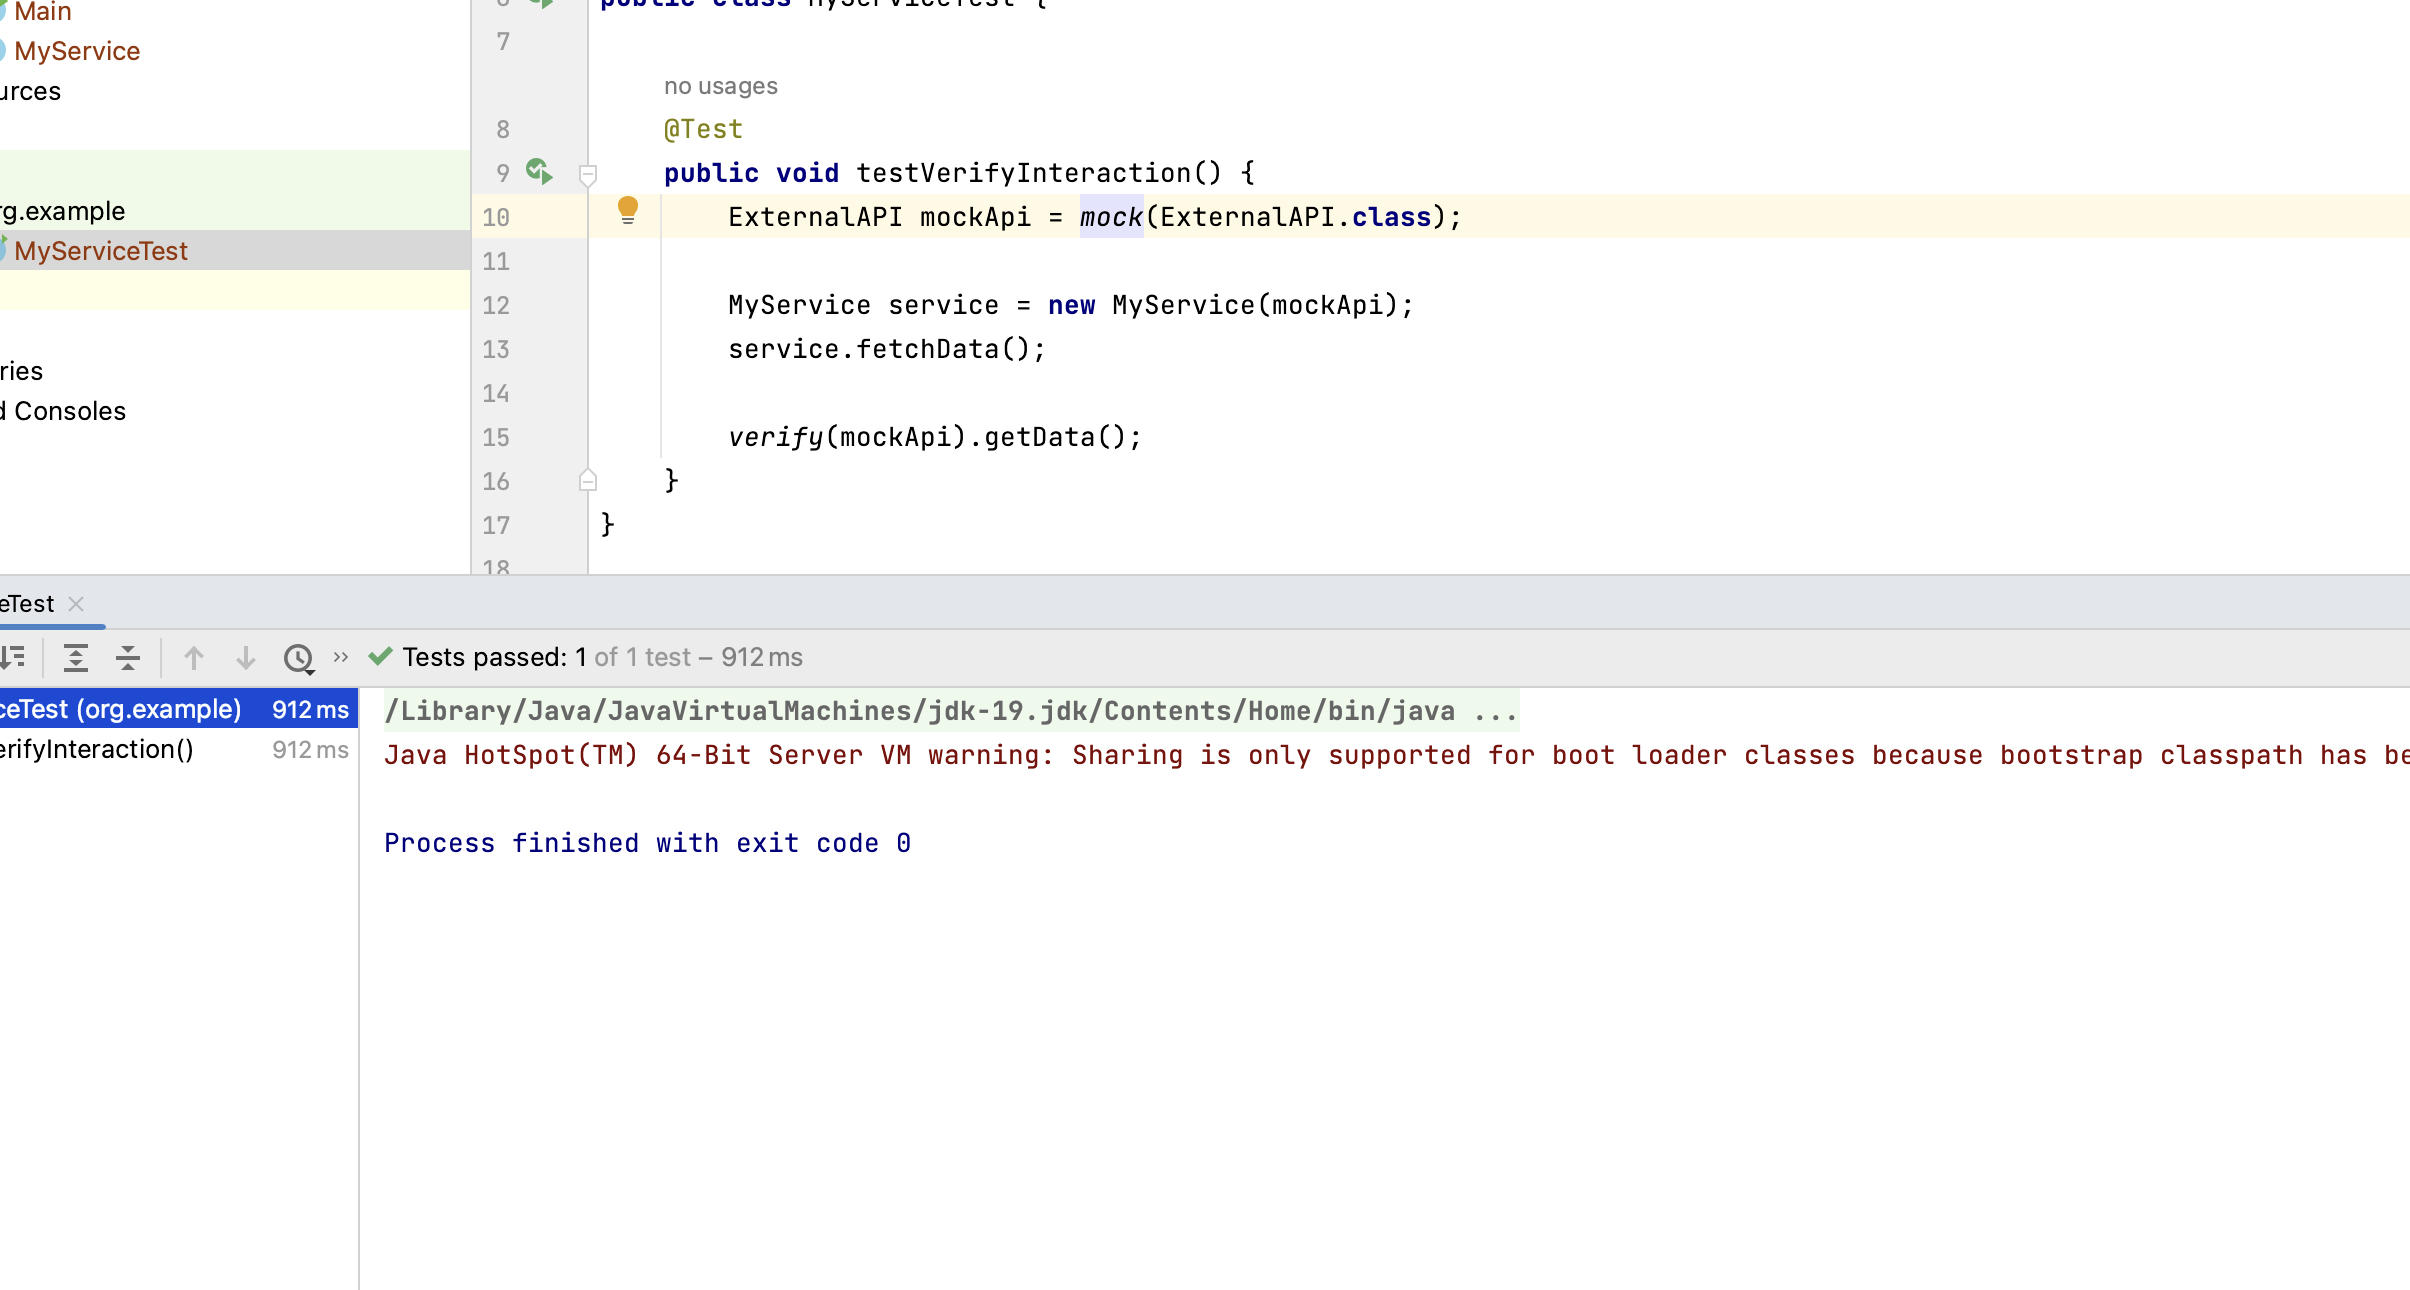 Main
MyService
urces
rg.example
MyServiceTest
ries
d Consoles
6 public class MyServiceTest {
7
no usages
8 @Test
9 public void testVerifyInteraction() {
10 ExternalAPI mockApi = mock(ExternalAPI.class);
11
12 MyService service = new MyService(mockApi);
13 service.fetchData();
14
15 verify(mockApi).getData();
16 }
17 }
18
eTest
Tests passed: 1 of 1 test – 912 ms
ceTest (org.example) 912 ms
erifyInteraction() 912 ms
/Library/Java/JavaVirtualMachines/jdk-19.jdk/Contents/Home/bin/java ...
Java HotSpot(TM) 64-Bit Server VM warning: Sharing is only supported for boot loader classes because bootstrap classpath has be
Process finished with exit code 0